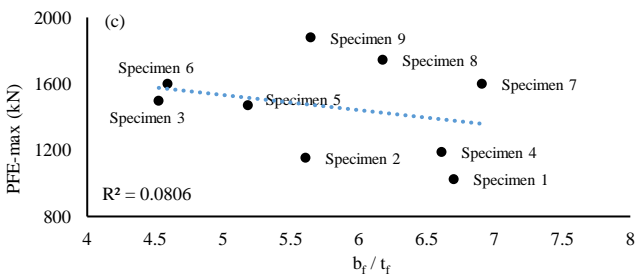 (c)
2000
1600
1200
800
PFE-max (kN)
Specimen 9
Specimen 8
Specimen 6
Specimen 7
Specimen 5
Specimen 3
Specimen 2
Specimen 4
Specimen 1
R² = 0.0806
4 4.5 5 5.5 6 6.5 7 7.5 8
b_f / t_f